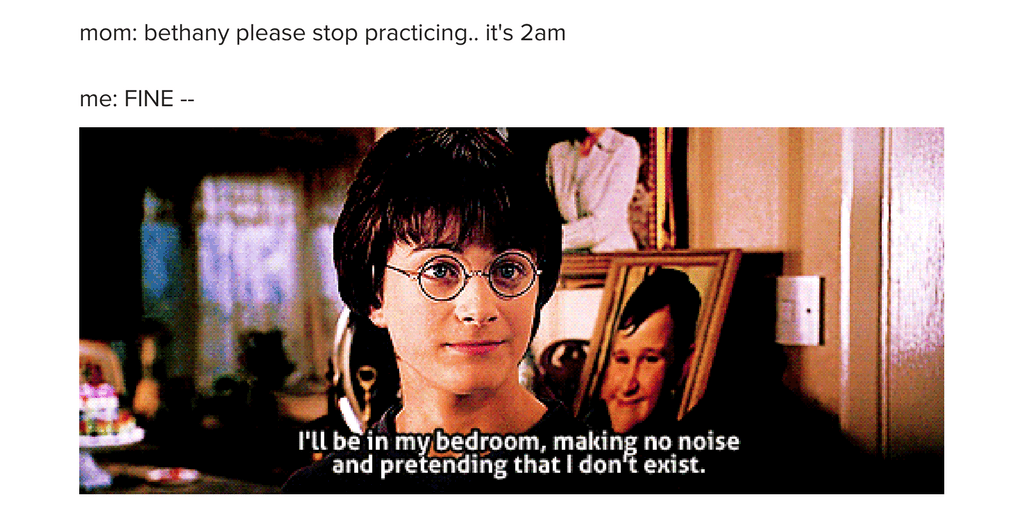 mom: bethany please stop practicing.. it's 2am
me: FINE --
I'll be in my bedroom, making no noise
and pretending that I don't exist.